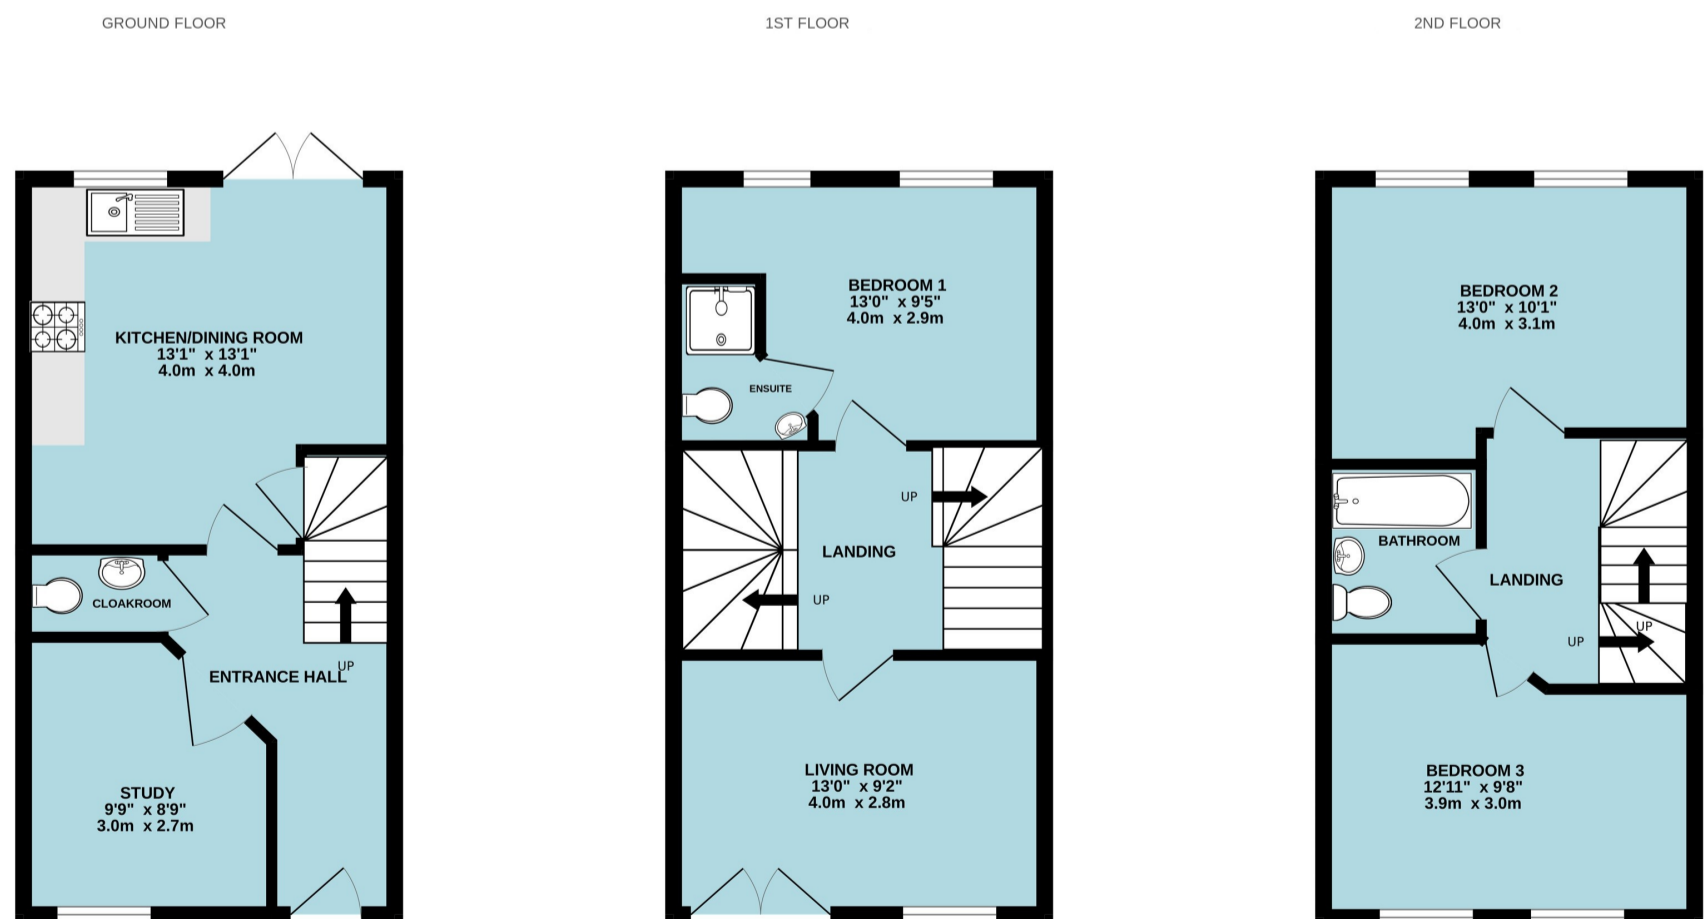 GROUND FLOOR
KITCHEN/DINING ROOM
13'1" x 13'1"
4.0m x 4.0m
CLOAKROOM
UP
ENTRANCE HALL
STUDY
9'9" x 8'9"
3.0m x 2.7m
1ST FLOOR
BEDROOM 1
13'0" x 9'5"
4.0m x 2.9m
ENSUITE
UP
LANDING
UP
LIVING ROOM
13'0" x 9'2"
4.0m x 2.8m
2ND FLOOR
BEDROOM 2
13'0" x 10'1"
4.0m x 3.1m
BATHROOM
LANDING
UP
UP
BEDROOM 3
12'11" x 9'8"
3.9m x 3.0m